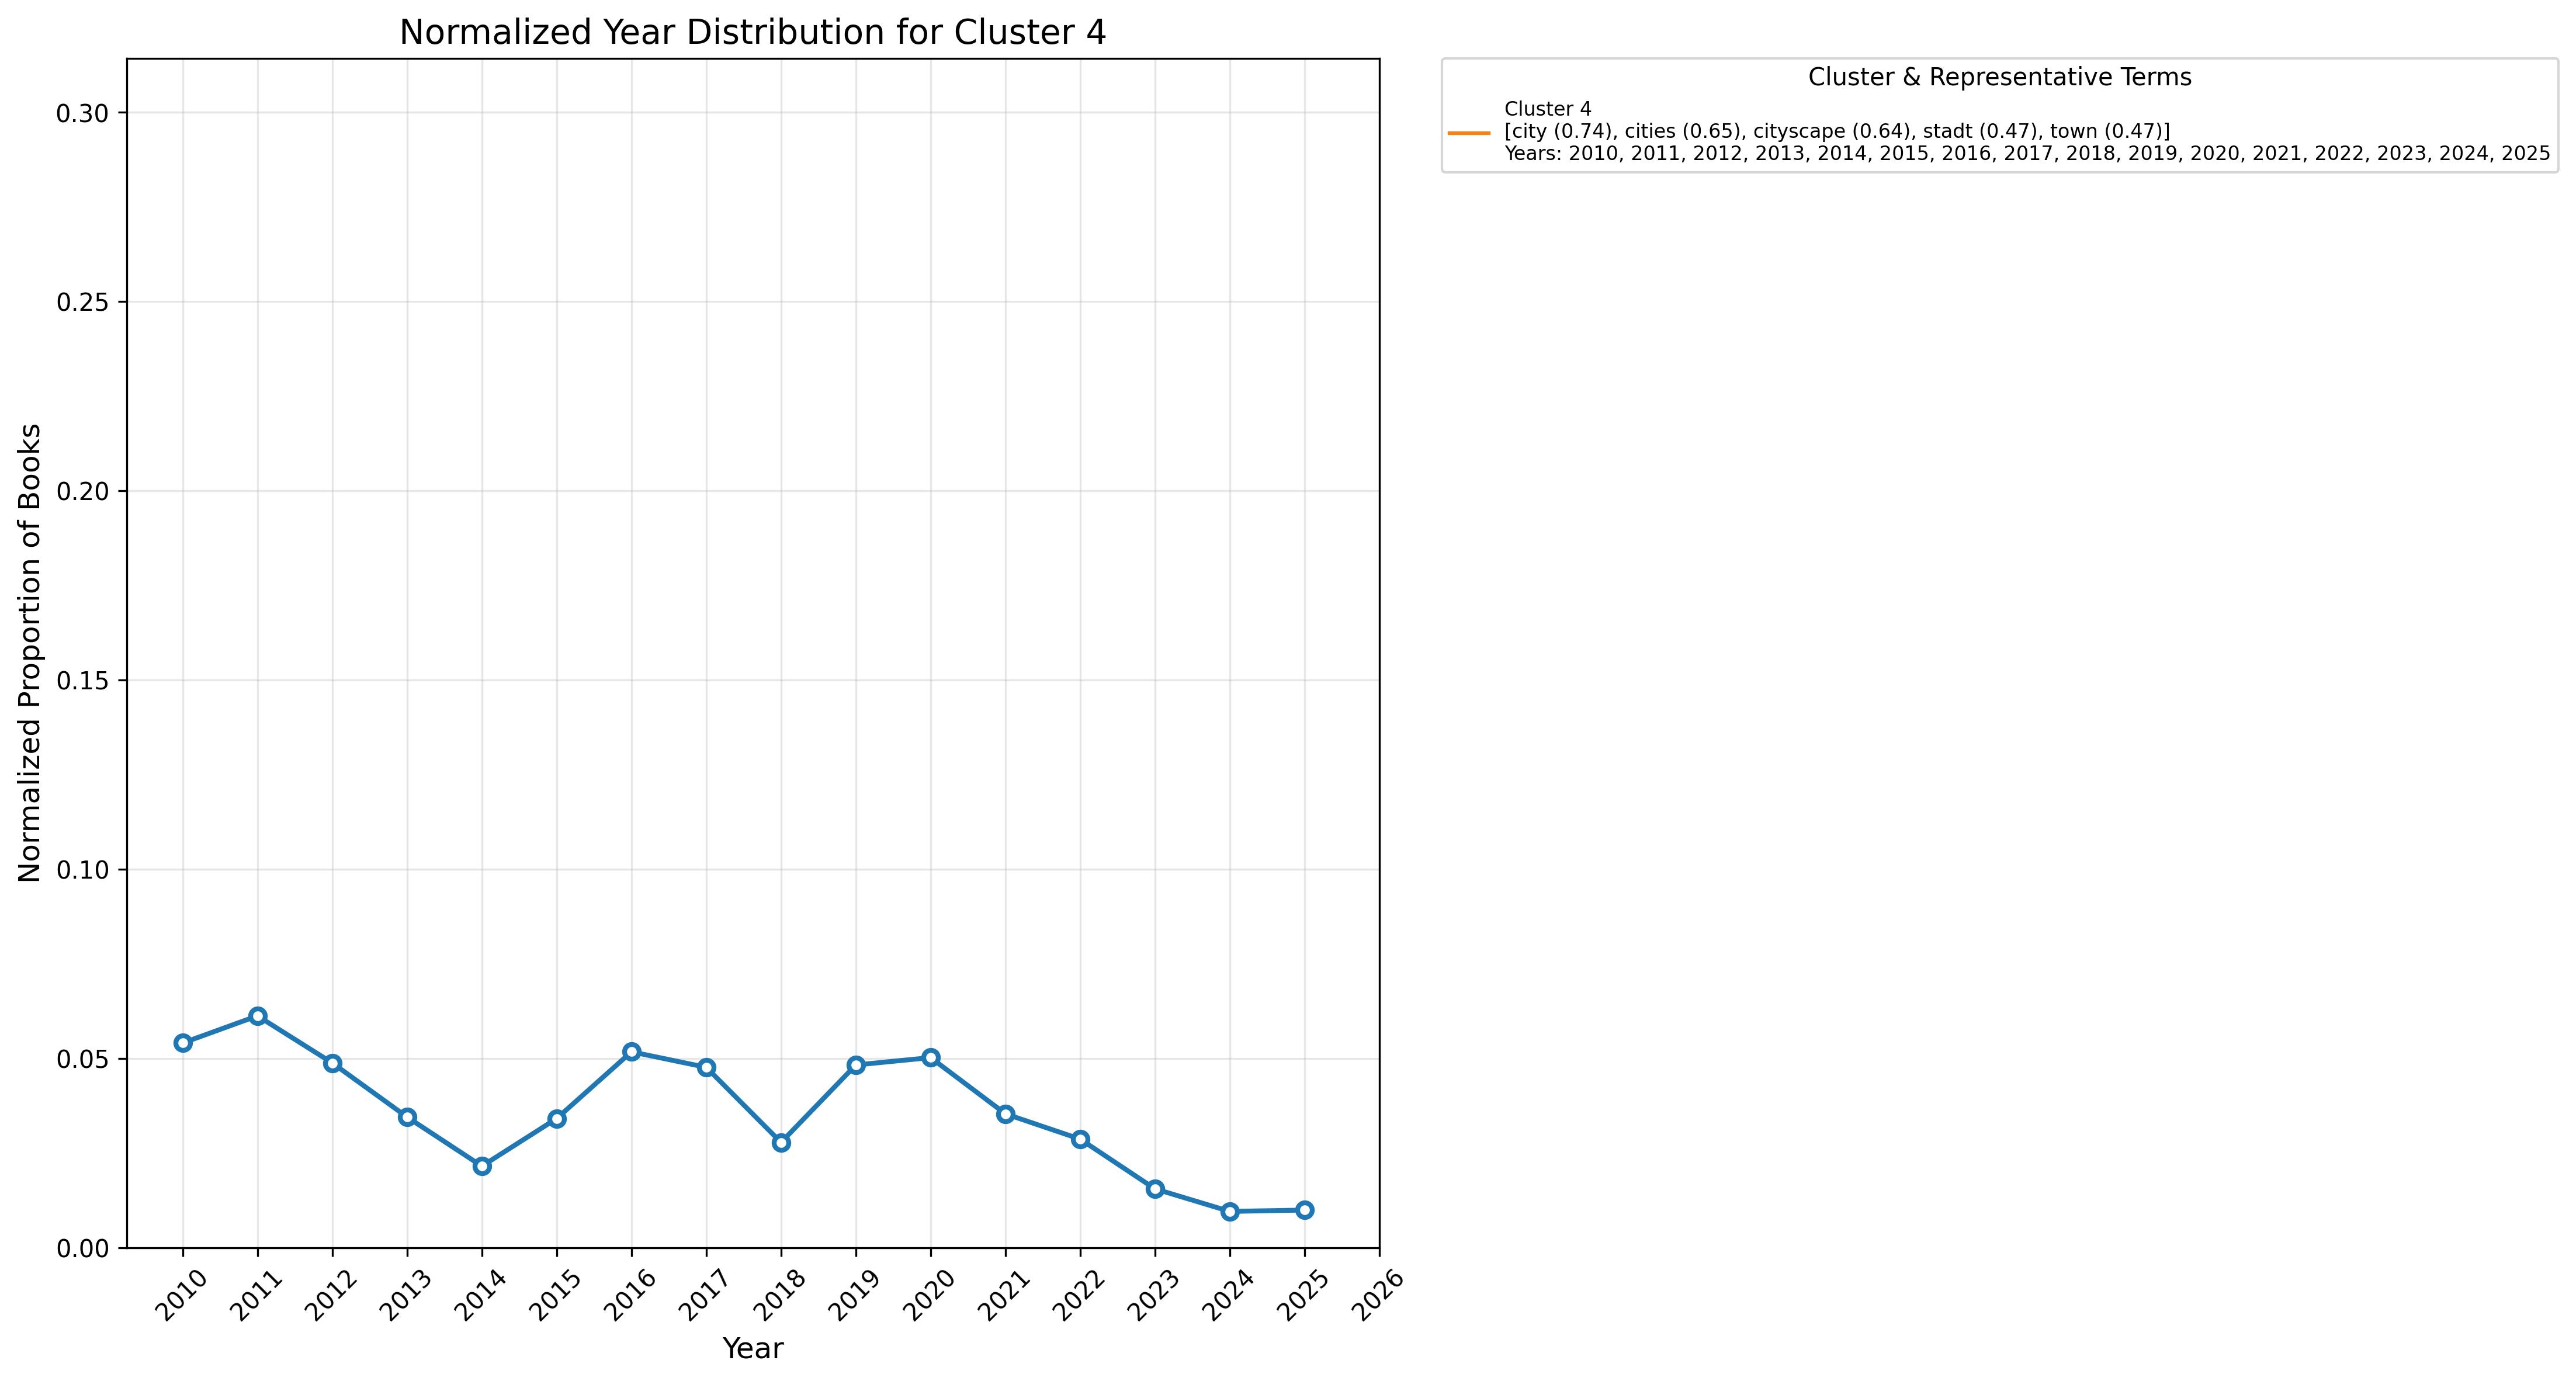 Normalized Year Distribution for Cluster 4
Cluster & Representative Terms
Cluster 4
[city (0.74), cities (0.65), cityscape (0.64), stadt (0.47), town (0.47)]
Years: 2010, 2011, 2012, 2013, 2014, 2015, 2016, 2017, 2018, 2019, 2020, 2021, 2022, 2023, 2024, 2025
Normalized Proportion of Books
0.30
0.25
0.20
0.15
0.10
0.05
0.00
2010 2011 2012 2013 2014 2015 2016 2017 2018 2019 2020 2021 2022 2023 2024 2025 2026
Year